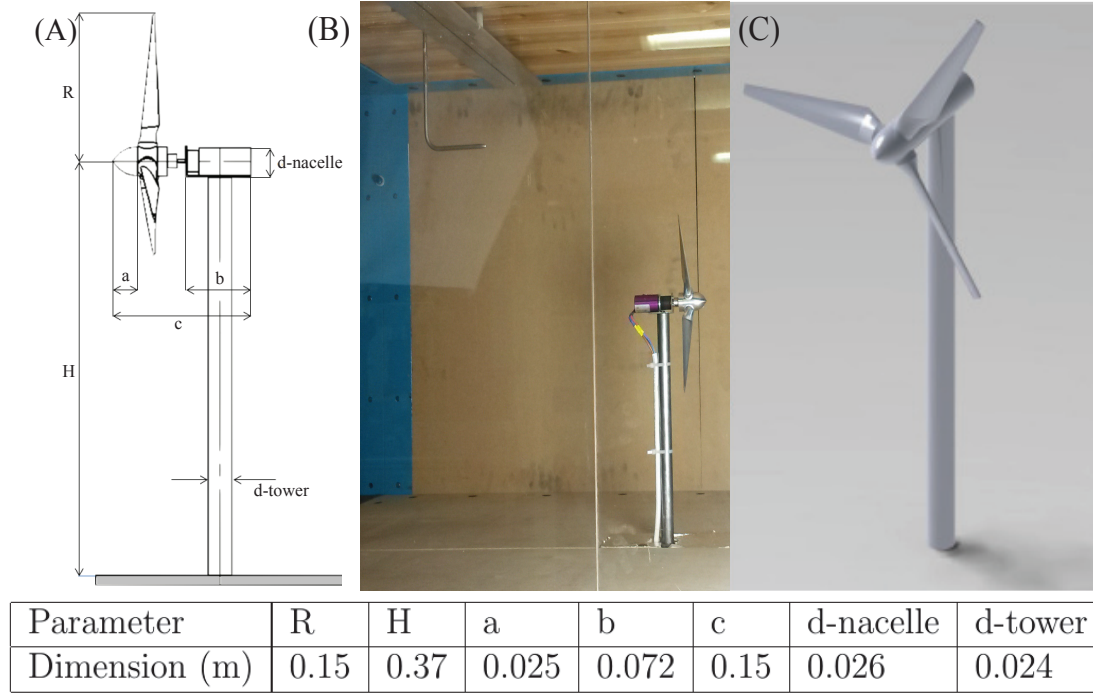 (A)
(B)
(C)
R
d-nacelle
a
b
c
H
d-tower
Parameter R H a b c d-nacelle d-tower
Dimension (m) 0.15 0.37 0.025 0.072 0.15 0.026 0.024